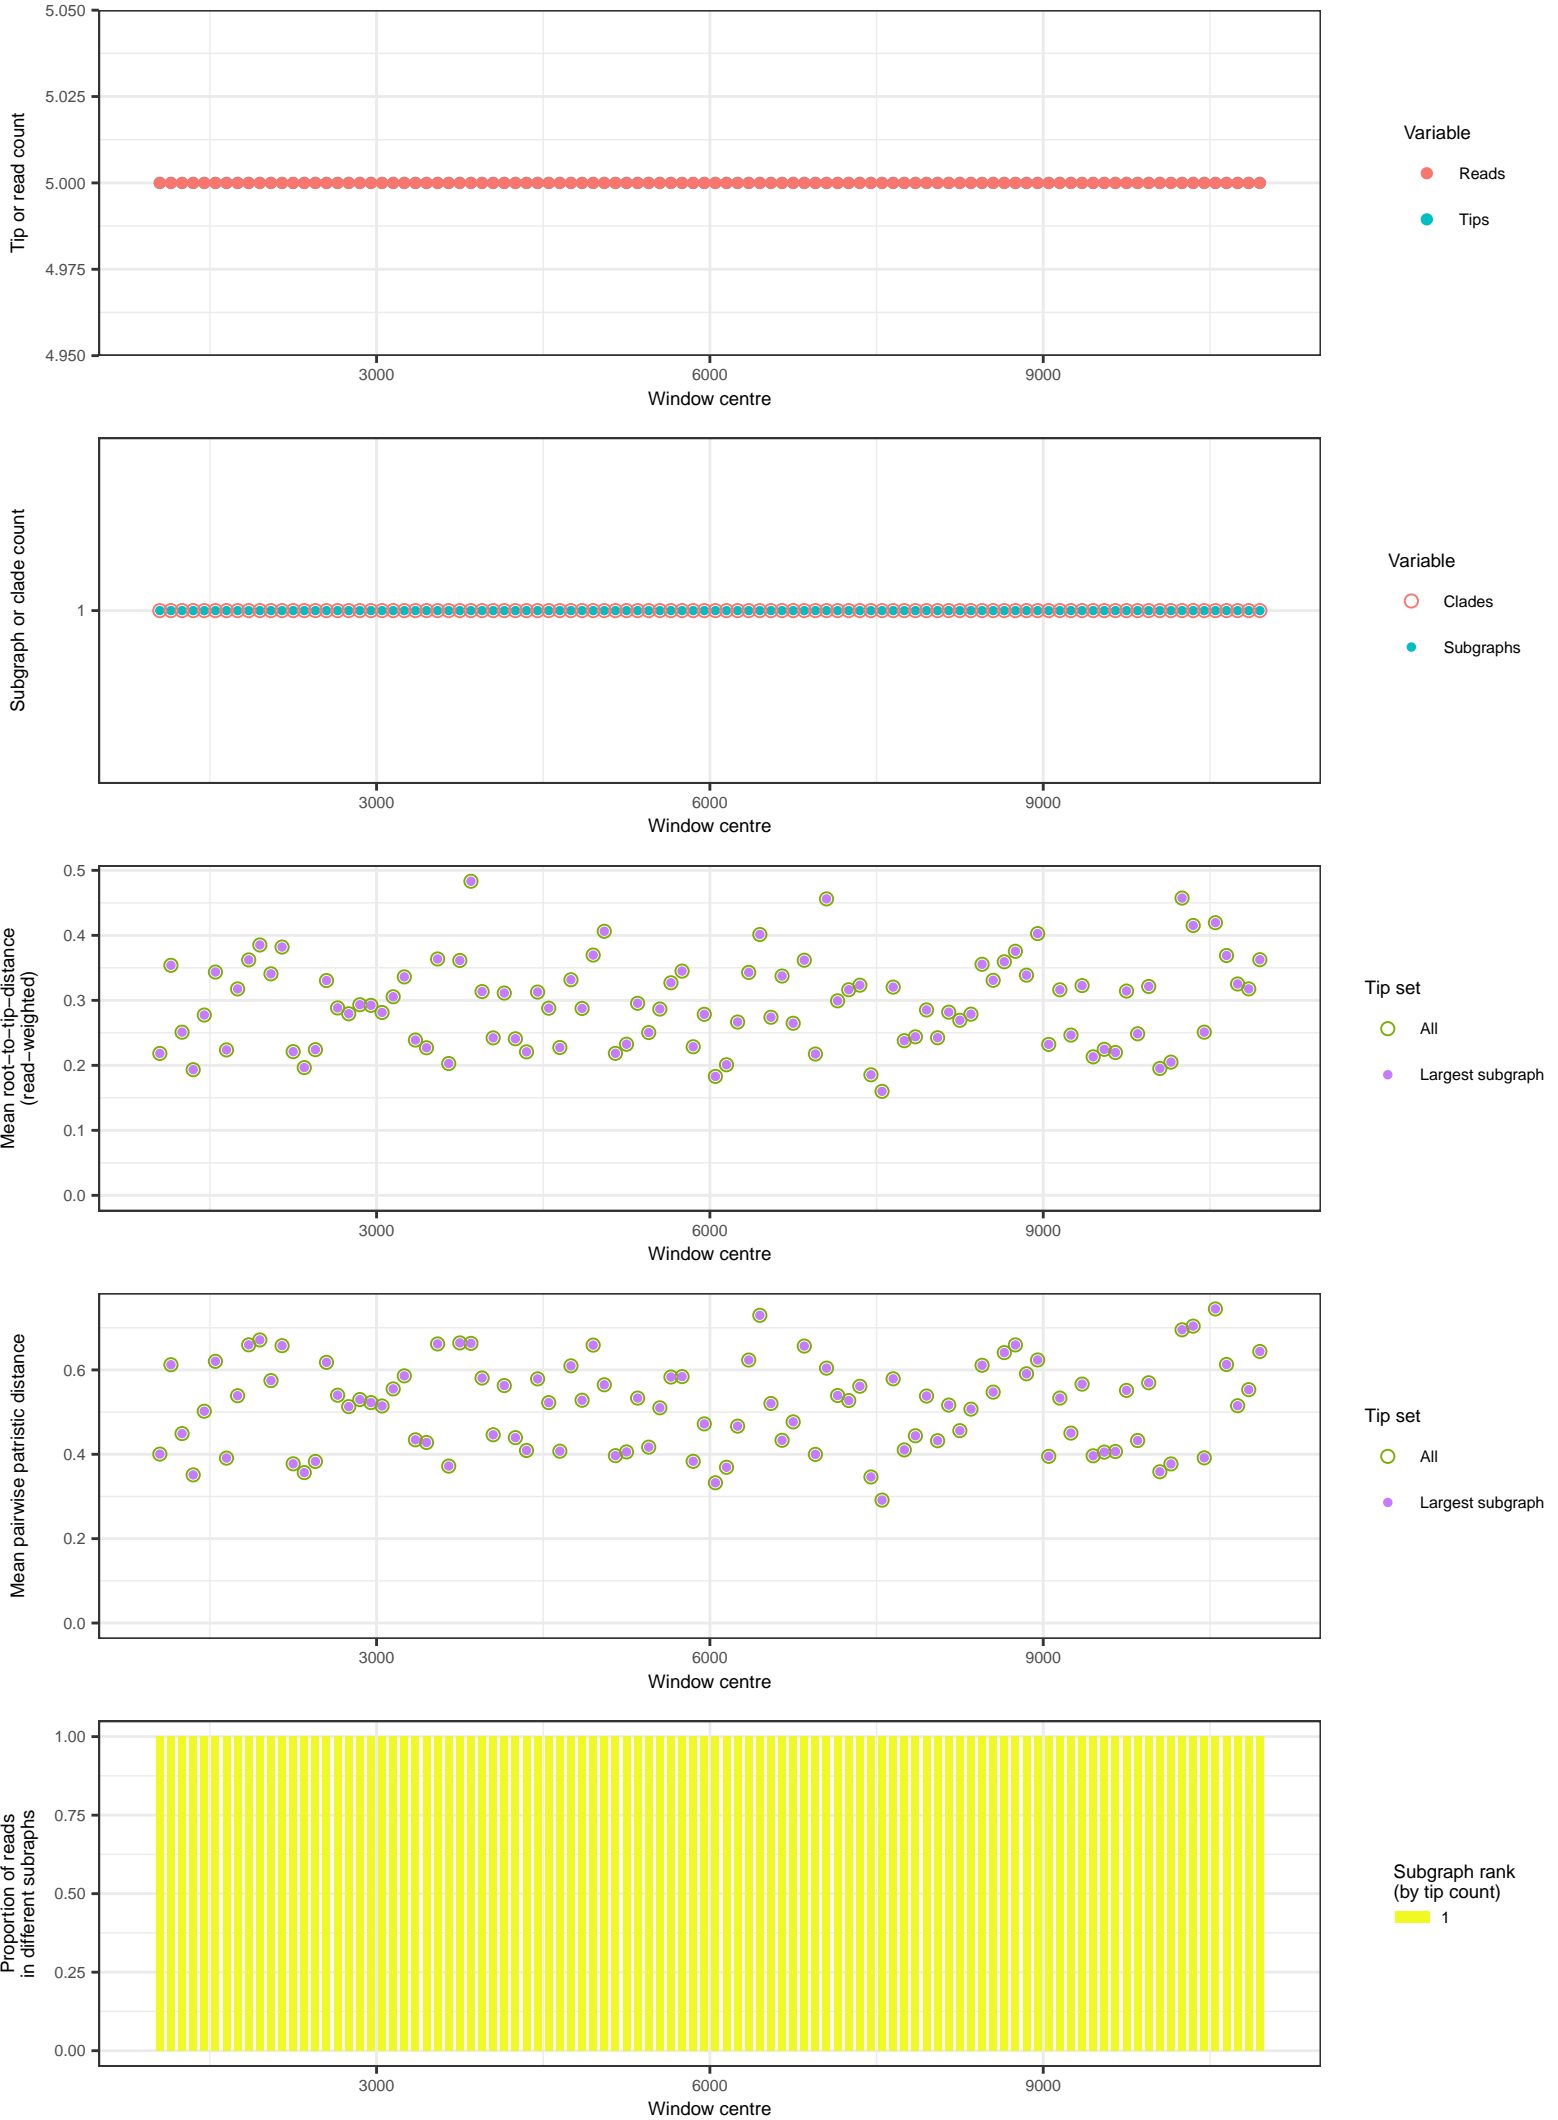 5.050
5.025
5.000
4.975
4.950
Tip or read count
3000
6000
9000
Window centre
Variable
Reads
Tips
1
Subgraph or clade count
3000
6000
9000
Window centre
Variable
Clades
Subgraphs
0.5
0.4
0.3
0.2
0.1
0.0
Mean root−to−tip−distance
(read−weighted)
3000
6000
9000
Window centre
Tip set
All
Largest subgraph
0.6
0.4
0.2
0.0
Mean pairwise patristic distance
3000
6000
9000
Window centre
Tip set
All
Largest subgraph
1.00
0.75
0.50
0.25
0.00
Proportion of reads
in different subraphs
3000
6000
9000
Window centre
Subgraph rank
(by tip count)
1